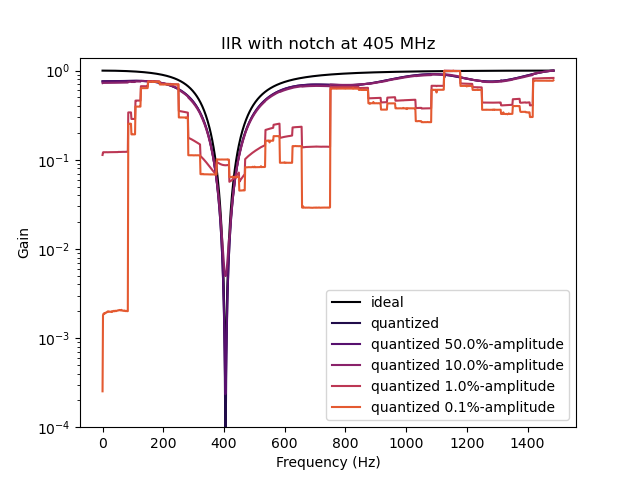 IIR with notch at 405 MHz
Gain
10⁰
10⁻¹
10⁻²
10⁻³
10⁻⁴
0 200 400 600 800 1000 1200 1400
Frequency (Hz)
ideal
quantized
quantized 50.0%-amplitude
quantized 10.0%-amplitude
quantized 1.0%-amplitude
quantized 0.1%-amplitude